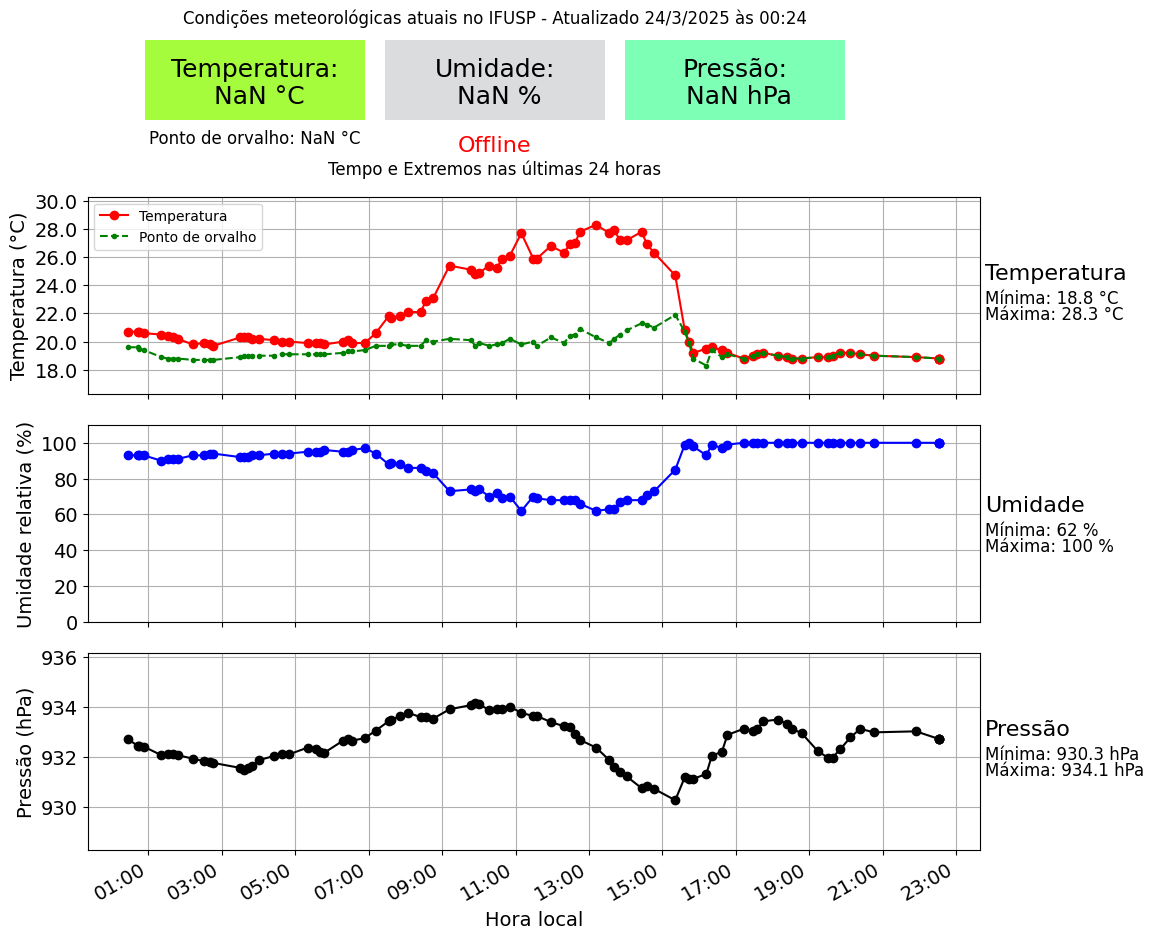 Condições meteorológicas atuais no IFUSP - Atualizado 24/3/2025 às 00:24
Temperatura:
NaN °C
Umidade:
NaN %
Pressão:
NaN hPa
Ponto de orvalho: NaN °C
Offline
Tempo e Extremos nas últimas 24 horas
Temperatura (°C)
30.0
28.0
26.0
24.0
22.0
20.0
18.0
Temperatura
Ponto de orvalho
Temperatura
Mínima: 18.8 °C
Máxima: 28.3 °C
Umidade relativa (%)
100
80
60
40
20
0
Umidade
Mínima: 62 %
Máxima: 100 %
Pressão (hPa)
936
934
932
930
Pressão
Mínima: 930.3 hPa
Máxima: 934.1 hPa
01:00 03:00 05:00 07:00 09:00 11:00 13:00 15:00 17:00 19:00 21:00 23:00
Hora local